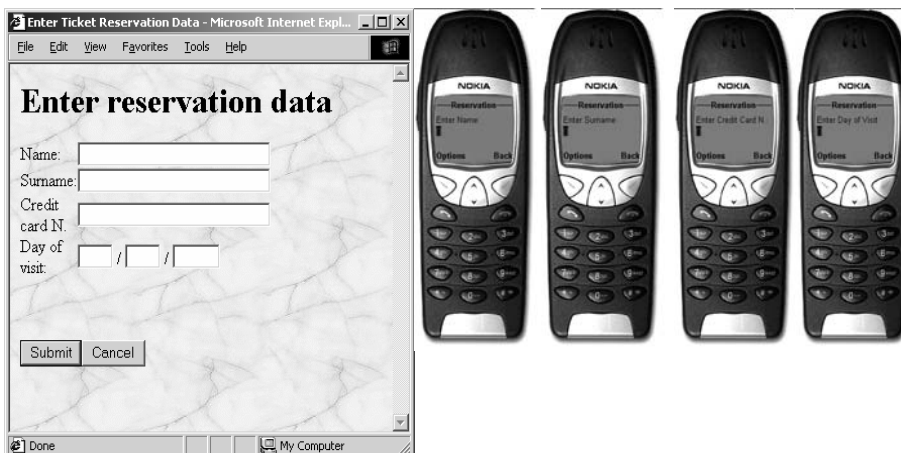 Enter Ticket Reservation Data - Microsoft Internet Expl...
File Edit View Favorites Tools Help
Enter reservation data
Name:
Surname:
Credit
card N.
Day of
visit:
/ /
Submit Cancel
Done
My Computer
NOKIA
Reservation
Enter Name
Options Back
NOKIA
Reservation
Enter Surname
Options Back
NOKIA
Reservation
Enter Credit Card N.
Options Back
NOKIA
Reservation
Enter Day of Visit
Options Back